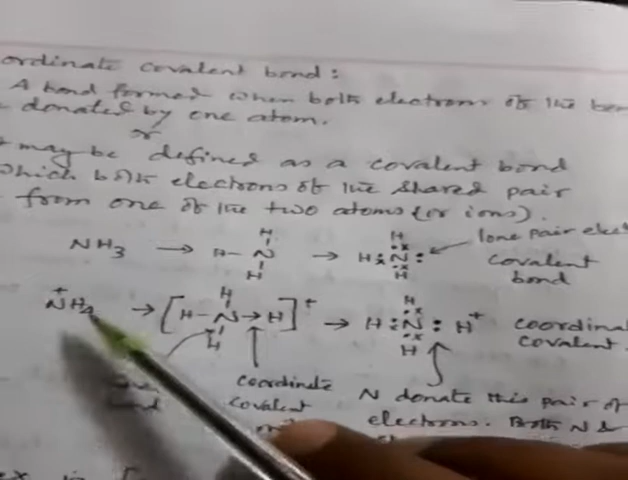 ordinate covalent bond:
A bond formed when both electrons of the bon
donated by one atom.
or
t may be defined as a covalent bond
which both electrons of the shared pair
from one of the two atoms (or ions).
NH3 → H-N-H H → H:N: H H lone pair elect
covalent
bond
NH4+ → [H-N→H H H]+ → H:N: H H H+ coordina
covalent
coordinate
covalent
N donate this pair of
electrons. Both N &